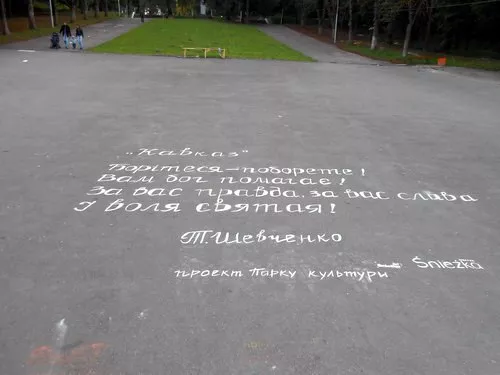 „Кавказ"
Борітеся – поборете!
Вам бог помагає!
За вас правда, за вас слава
І воля святая!
Т. Шевченко
проект Парку культури – Śnieżka